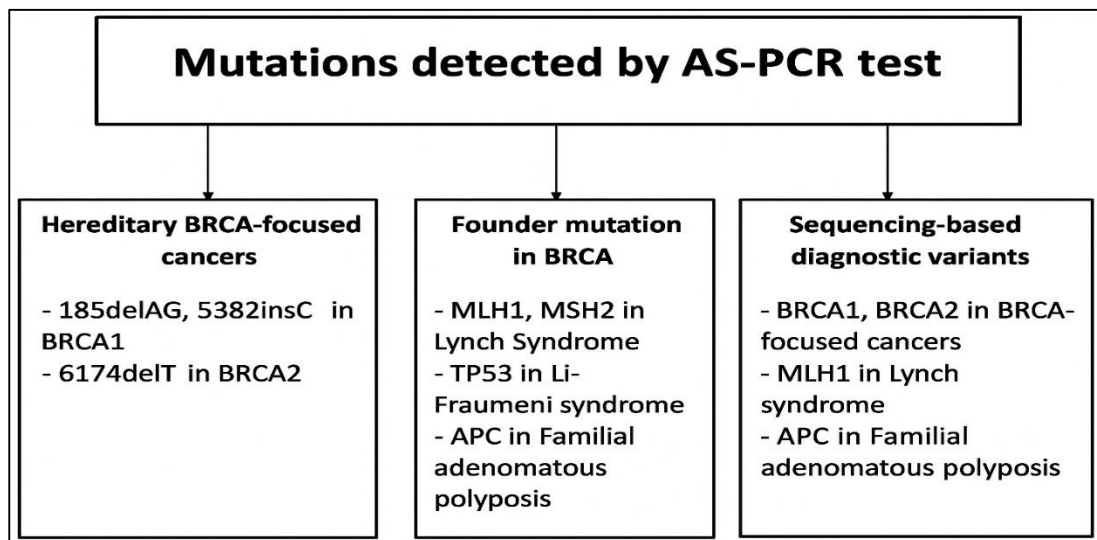 Mutations detected by AS-PCR test
Hereditary BRCA-focused
cancers
- 185delAG, 5382insC in
BRCA1
- 6174delT in BRCA2
Founder mutation
in BRCA
- MLH1, MSH2 in
Lynch Syndrome
- TP53 in Li-
Fraumeni syndrome
- APC in Familial
adenomatous
polyposis
Sequencing-based
diagnostic variants
- BRCA1, BRCA2 in BRCA-
focused cancers
- MLH1 in Lynch
syndrome
- APC in Familial
adenomatous polyposis